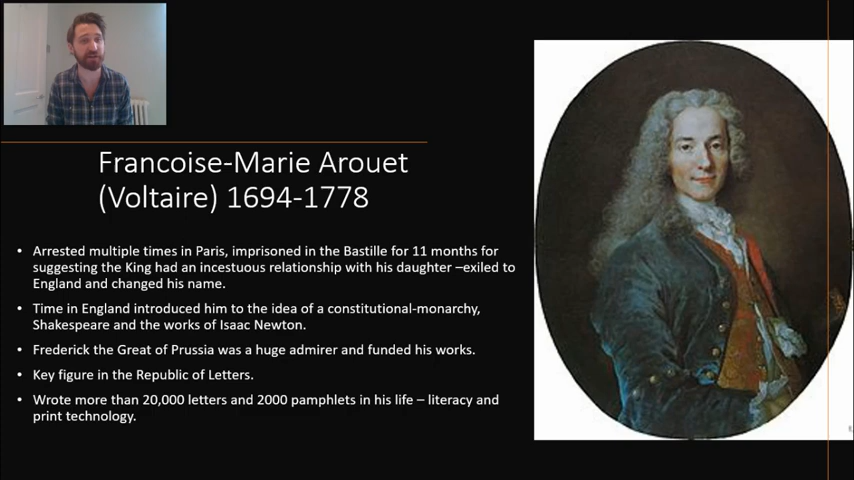 Francoise-Marie Arouet
(Voltaire) 1694-1778
• Arrested multiple times in Paris, imprisoned in the Bastille for 11 months for
suggesting the King had an incestuous relationship with his daughter –exiled to
England and changed his name.
• Time in England introduced him to the idea of a constitutional-monarchy,
Shakespeare and the works of Isaac Newton.
• Frederick the Great of Prussia was a huge admirer and funded his works.
• Key figure in the Republic of Letters.
• Wrote more than 20,000 letters and 2000 pamphlets in his life – literacy and
print technology.